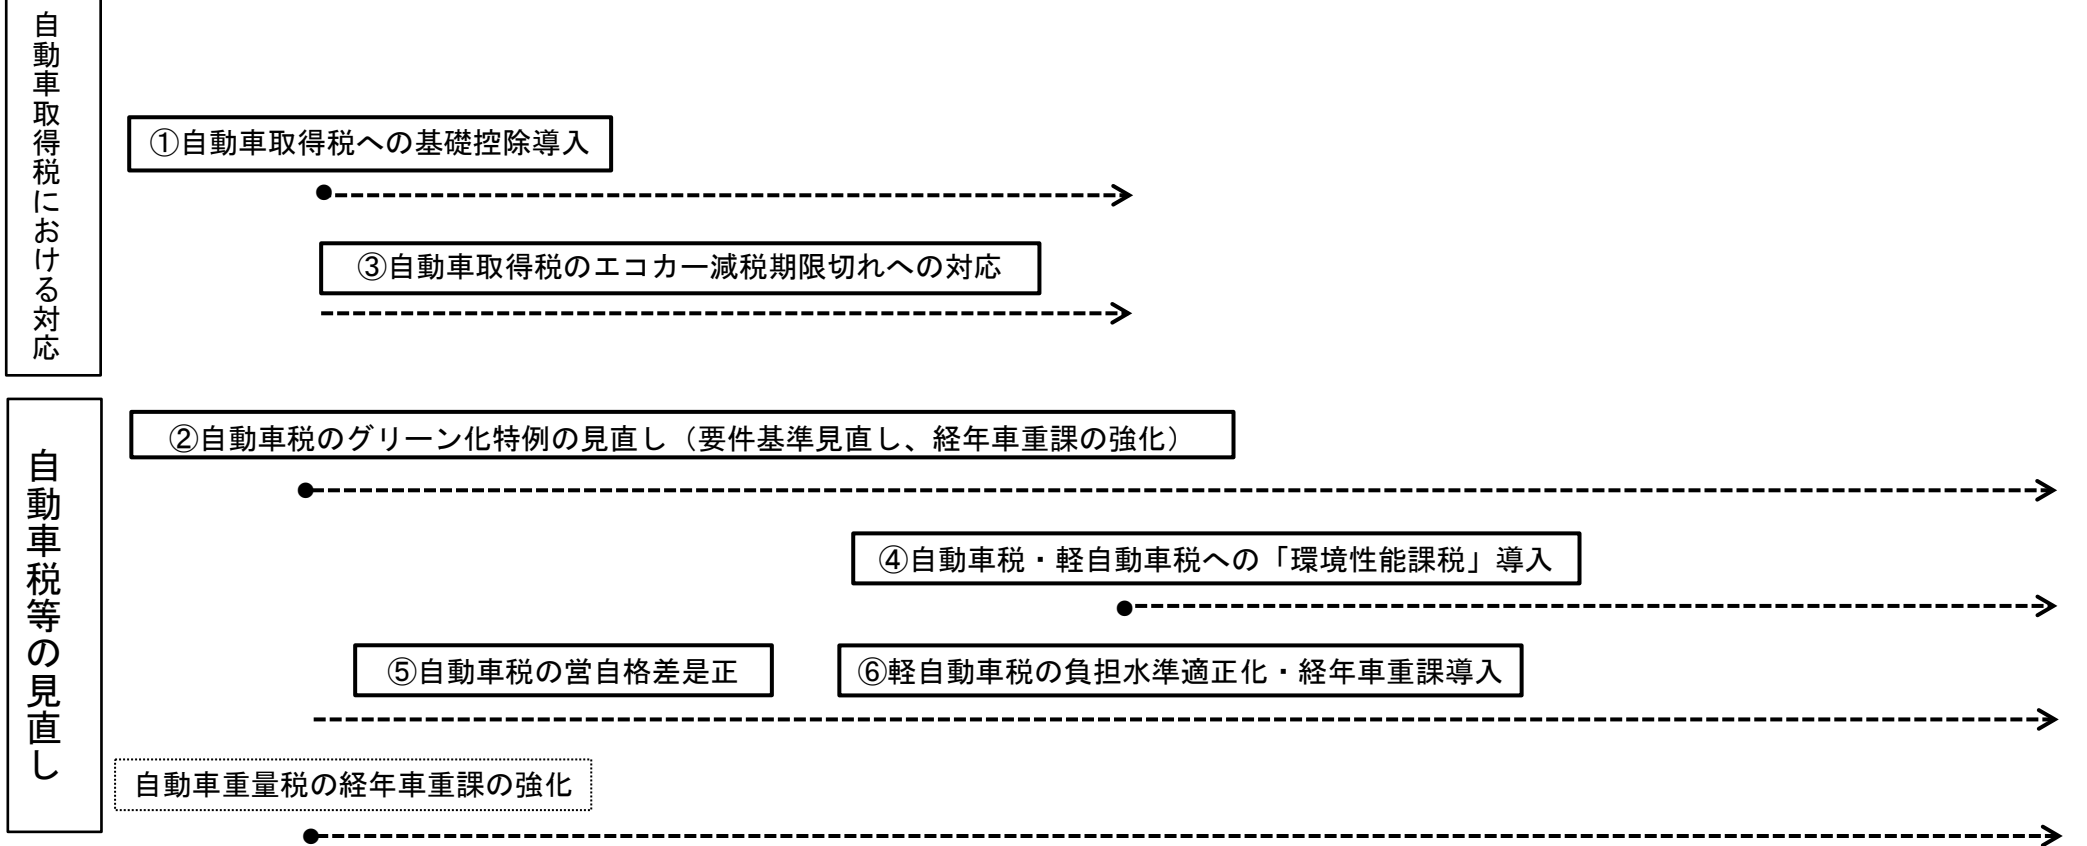 自動車取得税における対応
①自動車取得税への基礎控除導入
③自動車取得税のエコカー減税期限切れへの対応
自動車税等の見直し
②自動車税のグリーン化特例の見直し（要件基準見直し、経年車重課の強化）
④自動車税・軽自動車税への「環境性能課税」導入
⑤自動車税の営自格差是正
⑥軽自動車税の負担水準適正化・経年車重課導入
自動車重量税の経年車重課の強化